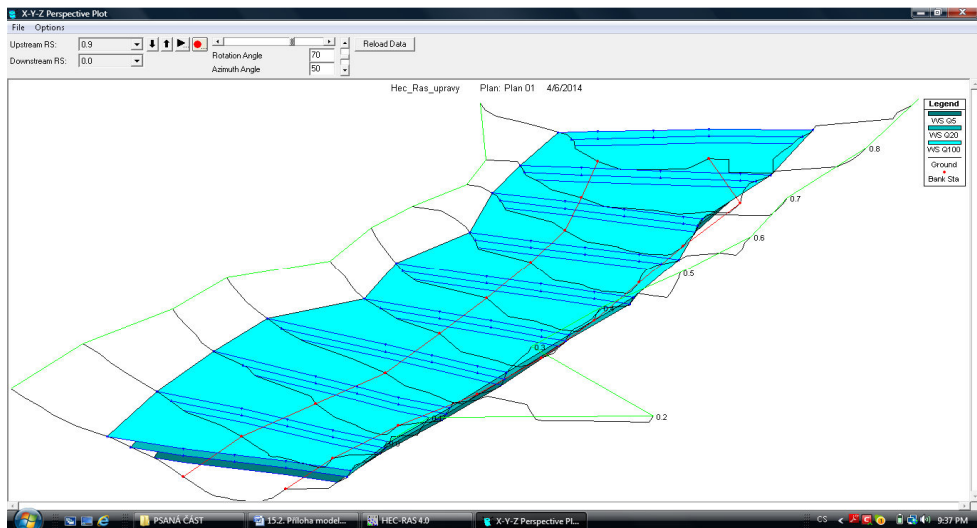 X-Y-Z Perspective Plot
File Options
Upstream RS: 0.9
Downstream RS: 0.0
Rotation Angle 70
Azimuth Angle 50
Reload Data
Hec_Ras_upravy Plan: Plan 01 4/6/2014
Legend
WS Q5
WS Q20
WS Q100
Ground
Bank Sta
0.8
0.7
0.6
0.5
0.4
0.3
0.2
PSANÁ ČÁST
15.2. Příloha model...
HEC-RAS 4.0
X-Y-Z Perspective Pl...
CS
9:37 PM